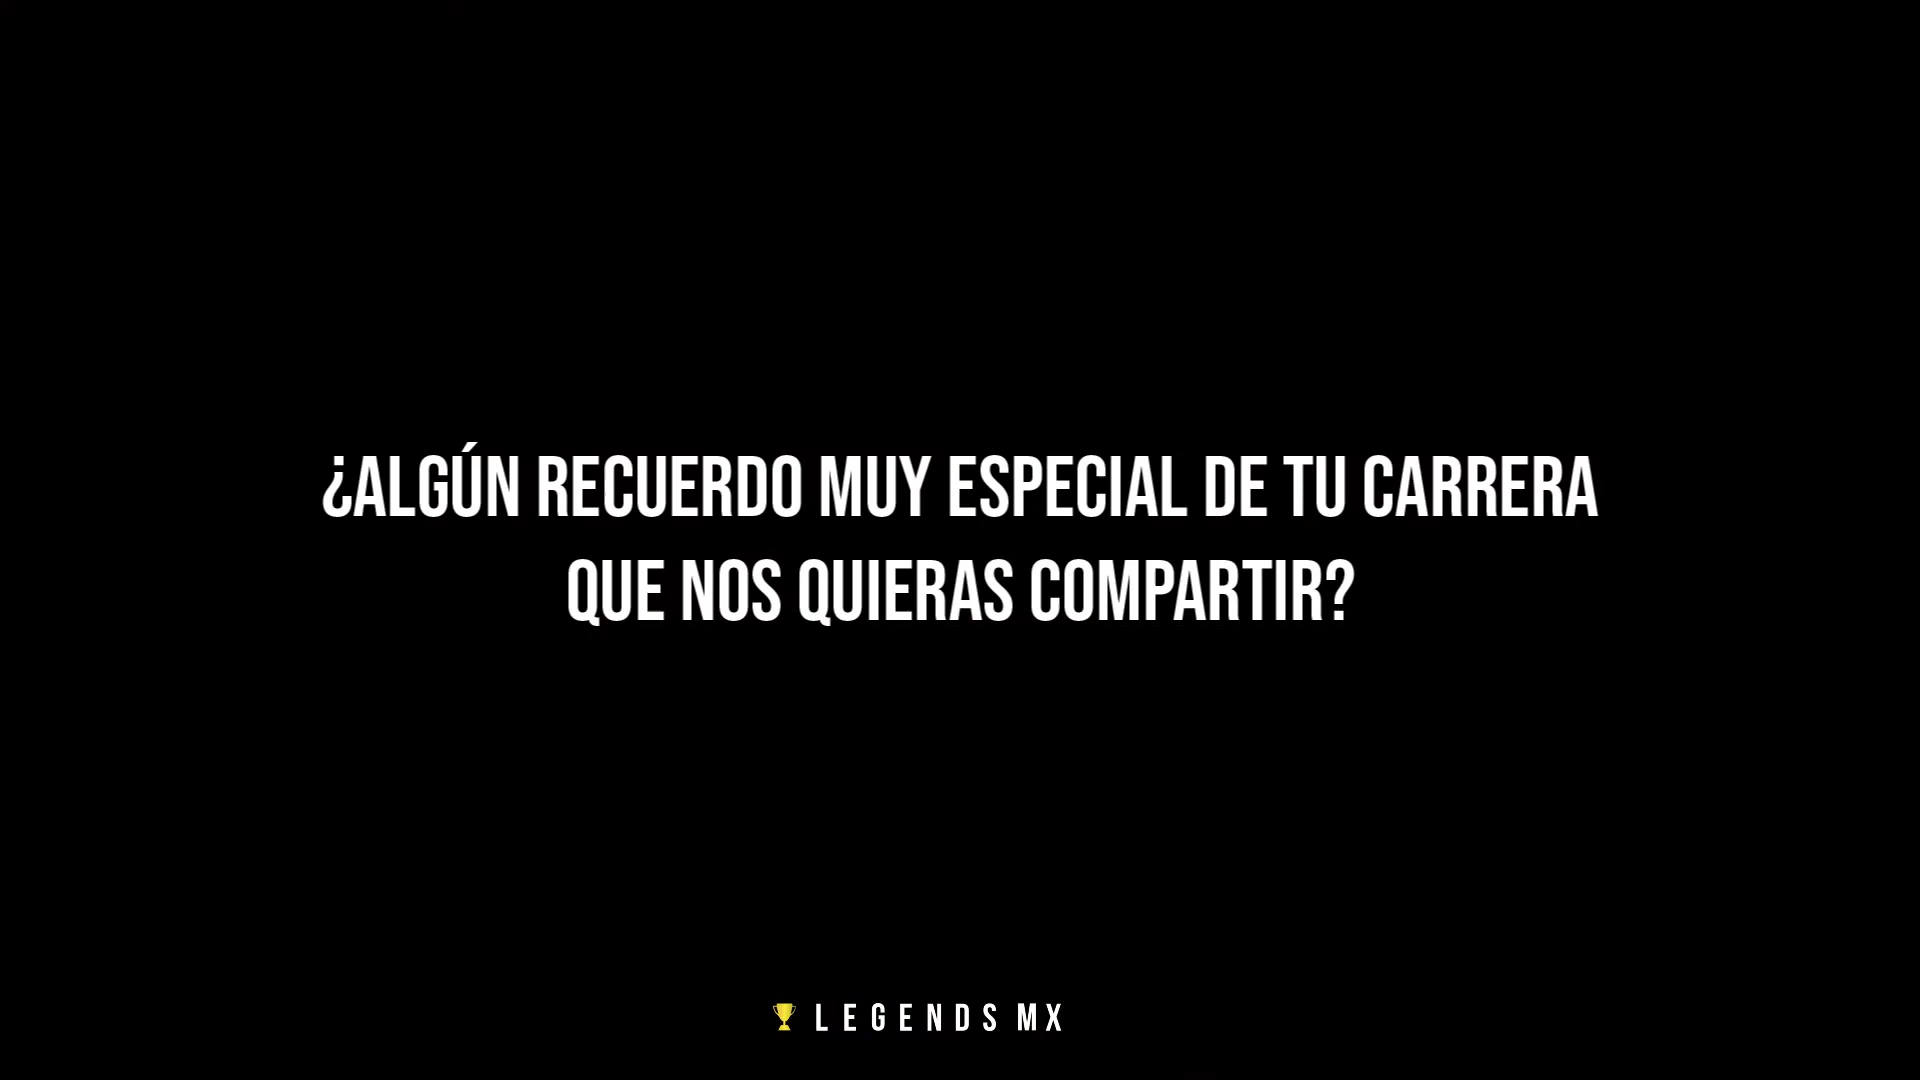 ¿ALGÚN RECUERDO MUY ESPECIAL DE TU CARRERA
QUE NOS QUIERAS COMPARTIR?
LEGENDS MX